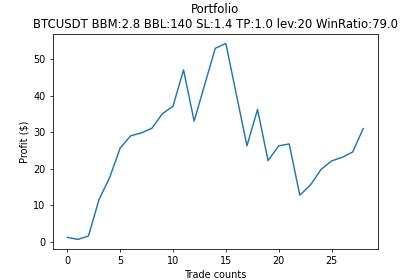 Portfolio
BTCUSDT BBM:2.8 BBL:140 SL:1.4 TP:1.0 lev:20 WinRatio:79.0
Profit ($)
50
40
30
20
10
0
0 5 10 15 20 25
Trade counts